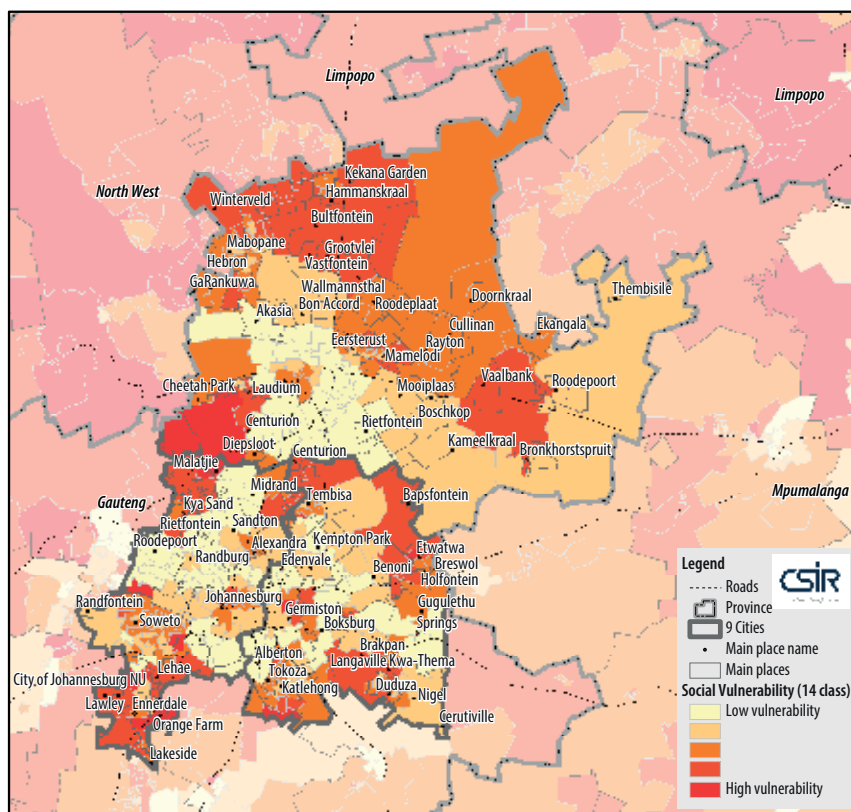 Limpopo
Limpopo
North West
Kekana Garden
Hammanskraal
Winterveld
Bultfontein
Mabopane
Grootvlei
Hebron
Vastfontein
GaRankuwa
Wallmannsthal
Thembisile
Bon Accord
Roodeplaat
Doornkraal
Akasia
Cullinan
Ekangala
Eersterust
Rayton
Mamelodi
Cheetah Park
Laudium
Mooiplaas
Vaalbank
Roodepoort
Boschkop
Centurion
Rietfontein
Diepsloot
Kameelkraal
Centurion
Bronkhorstspruit
Malatjie
Midrand
Gauteng
Tembisa
Bapsfontein
Mpumalanga
Kya Sand
Rietfontein
Sandton
Roodepoort
Alexandra
Kempton Park
Etwatwa
Randburg
Edenvale
Benoni
Breswol
Holfontein
Randfontein
Johannesburg
Germiston
Gugulethu
Soweto
Boksburg
Springs
Alberton
Brakpan
Lehae
Tokoza
Langaville Kwa-Thema
City of Johannesburg NU
Katlehong
Duduza
Lawley
Ennerdale
Nigel
Orange Farm
Cerutiville
Lakeside
Legend
CSIR
Roads
Province
9 Cities
Main place name
Main places
Social Vulnerability (14 class)
Low vulnerability
High vulnerability